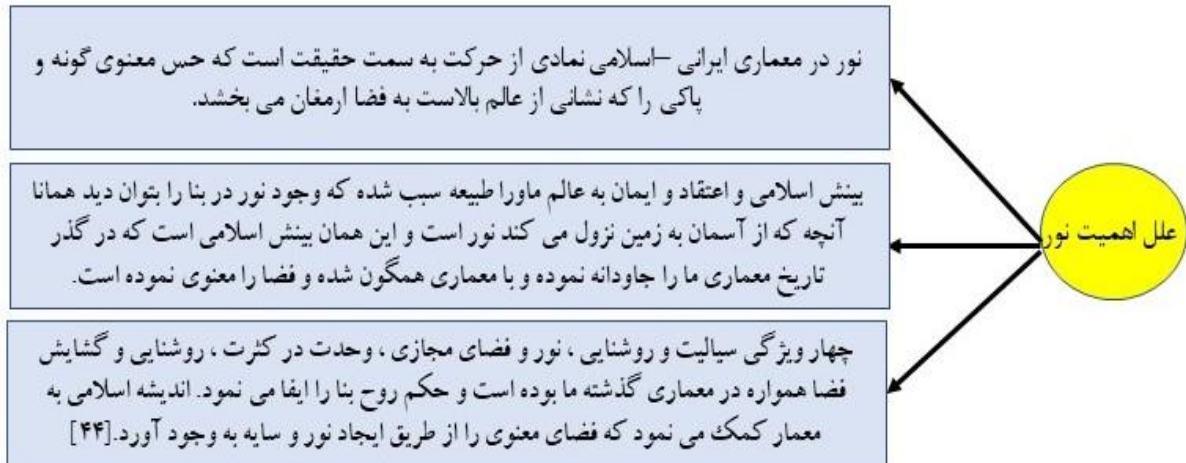 علل اهمیت نور
نور در معماری ایرانی –اسلامی نمادی از حرکت به سمت حقیقت است که حس معنوی گونه و
پاکی را که نشانی از عالم بالاست به فضا ارمغان می بخشد.
بینش اسلامی و اعتقاد و ایمان به عالم ماورا طبیعه سبب شده که وجود نور در بنا را بتوان دید همانا
آنچه که از آسمان به زمین نزول می کند نور است و این همان بینش اسلامی است که در گذر
تاریخ معماری ما را جاودانه نموده و با معماری همگون شده و فضا را معنوی نموده است.
چهار ویژگی سیالیت و روشنایی ، نور و فضای مجازی ، وحدت در کثرت ، روشنایی و گشایش
فضا همواره در معماری گذشته ما بوده است و حکم روح بنا را ایفا می نمود. اندیشه اسلامی به
معمار کمک می نمود که فضای معنوی را از طریق ایجاد نور و سایه به وجود آورد.[۴۴]